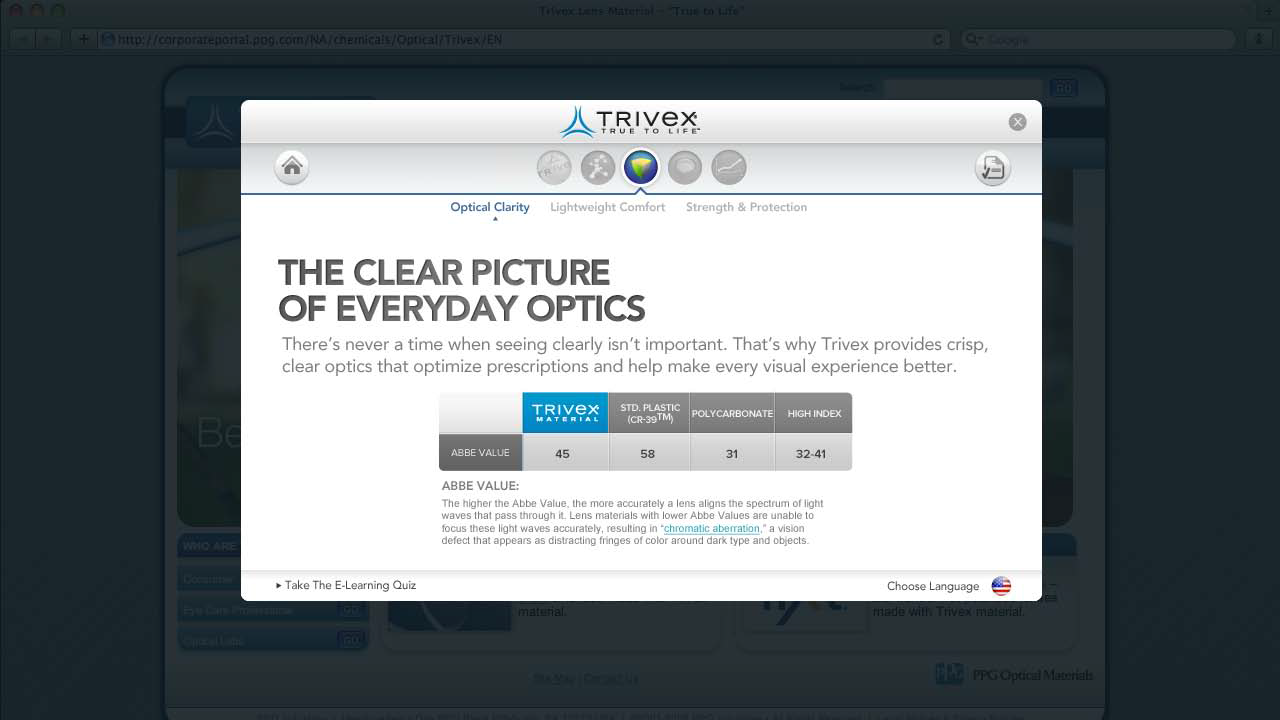 Trivex Lens Material – "True to Life"
http://corporateportal.ppg.com/NA/chemicals/Optical/Trivex/EN
Google
Search
GO
TRIVEX
TRUE TO LIFE™
Optical Clarity
Lightweight Comfort
Strength & Protection
THE CLEAR PICTURE
OF EVERYDAY OPTICS
There's never a time when seeing clearly isn't important. That's why Trivex provides crisp,
clear optics that optimize prescriptions and help make every visual experience better.
TRIVEX MATERIAL
STD. PLASTIC (CR-39™)
POLYCARBONATE
HIGH INDEX
ABBE VALUE 45 58 31 32-41
ABBE VALUE:
The higher the Abbe Value, the more accurately a lens aligns the spectrum of light
waves that pass through it. Lens materials with lower Abbe Values are unable to
focus these light waves accurately, resulting in "chromatic aberration," a vision
defect that appears as distracting fringes of color around dark type and objects.
Take The E-Learning Quiz
Choose Language
Be
WHO ARE
Consumer
Eye Care Professional GO
Optical Labs GO
material.
made with Trivex material.
Site Map | Contact Us
PPG PPG Optical Materials